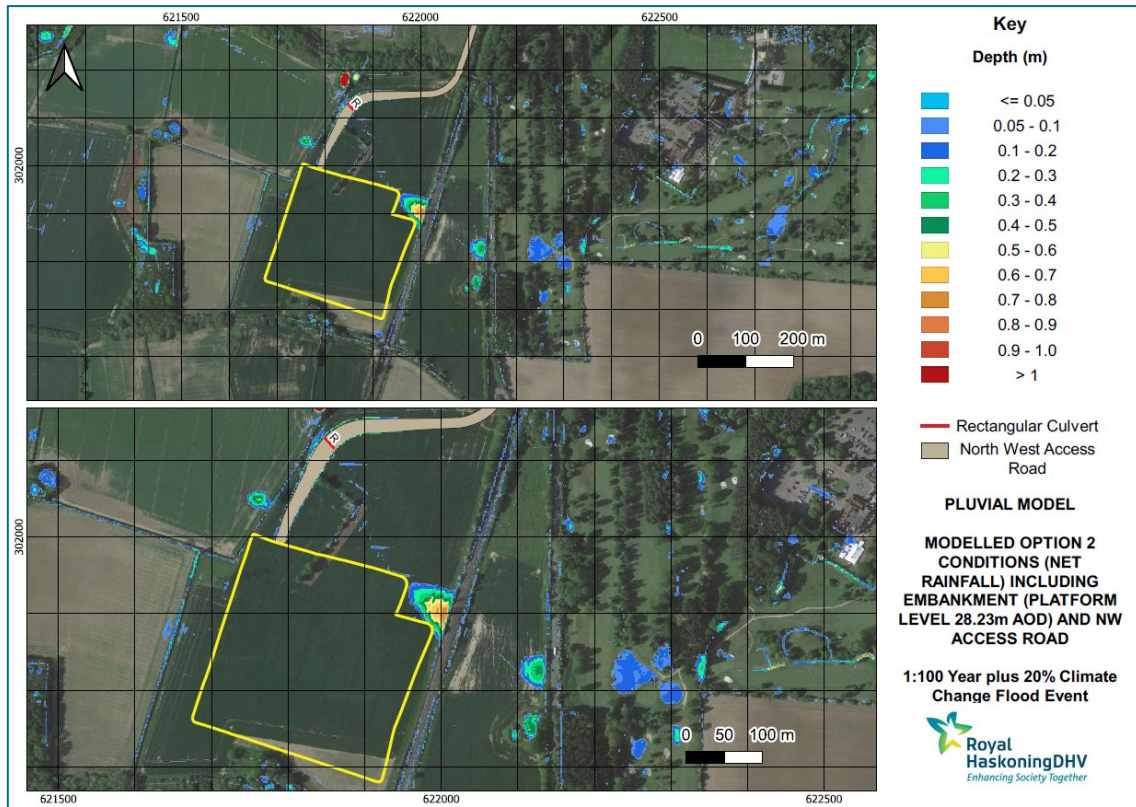 621500 622000 622500
302000
R
0 100 200 m
302000
R
0 50 100 m
621500 622000 622500
Key
Depth (m)
<= 0.05
0.05 - 0.1
0.1 - 0.2
0.2 - 0.3
0.3 - 0.4
0.4 - 0.5
0.5 - 0.6
0.6 - 0.7
0.7 - 0.8
0.8 - 0.9
0.9 - 1.0
> 1
Rectangular Culvert
North West Access
Road
PLUVIAL MODEL
MODELLED OPTION 2
CONDITIONS (NET
RAINFALL) INCLUDING
EMBANKMENT (PLATFORM
LEVEL 28.23m AOD) AND NW
ACCESS ROAD
1:100 Year plus 20% Climate
Change Flood Event
Royal
HaskoningDHV
Enhancing Society Together